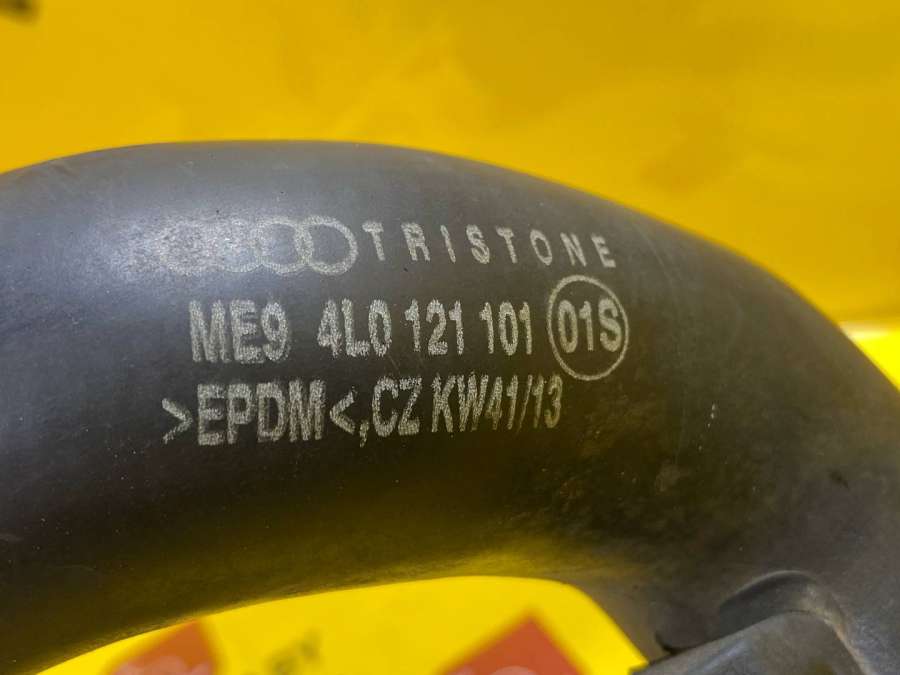 TRISTONE
ME9 4L0 121 101 01S
>EPDM<,CZ KW41/13